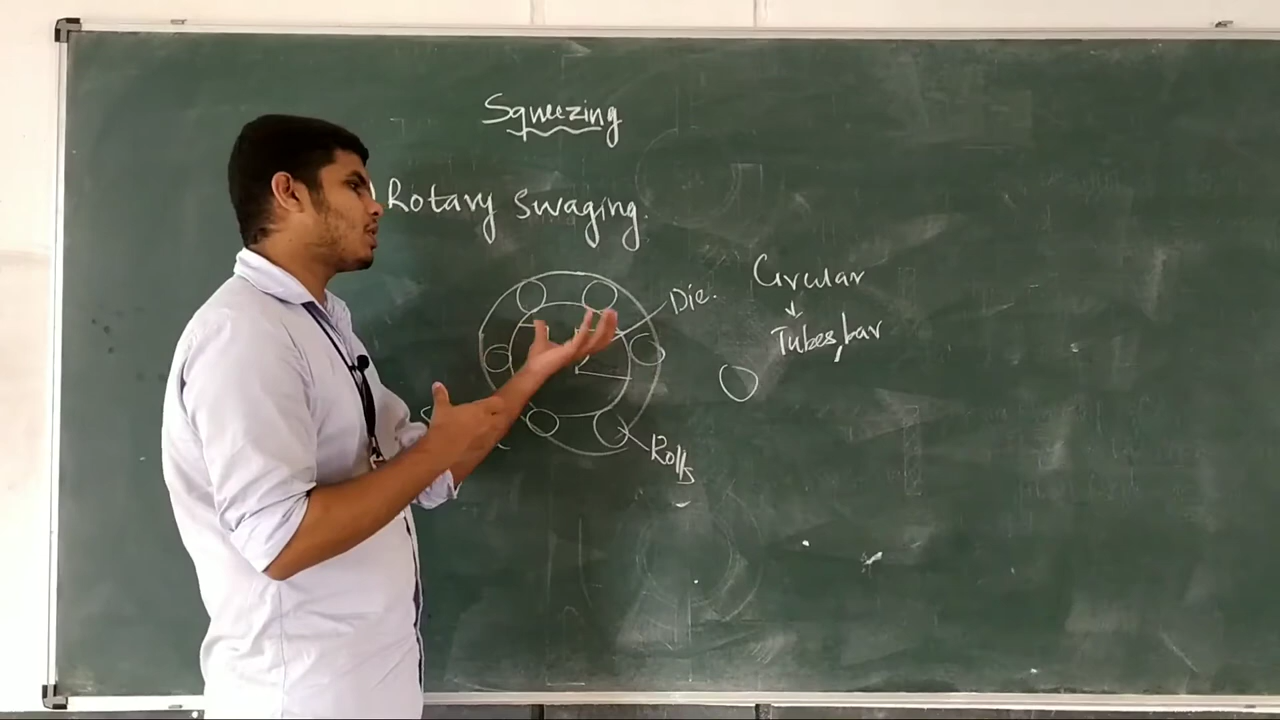 Squeezing
) Rotary Swaging.
Die.
Circular
Tubes, bar
Rolls